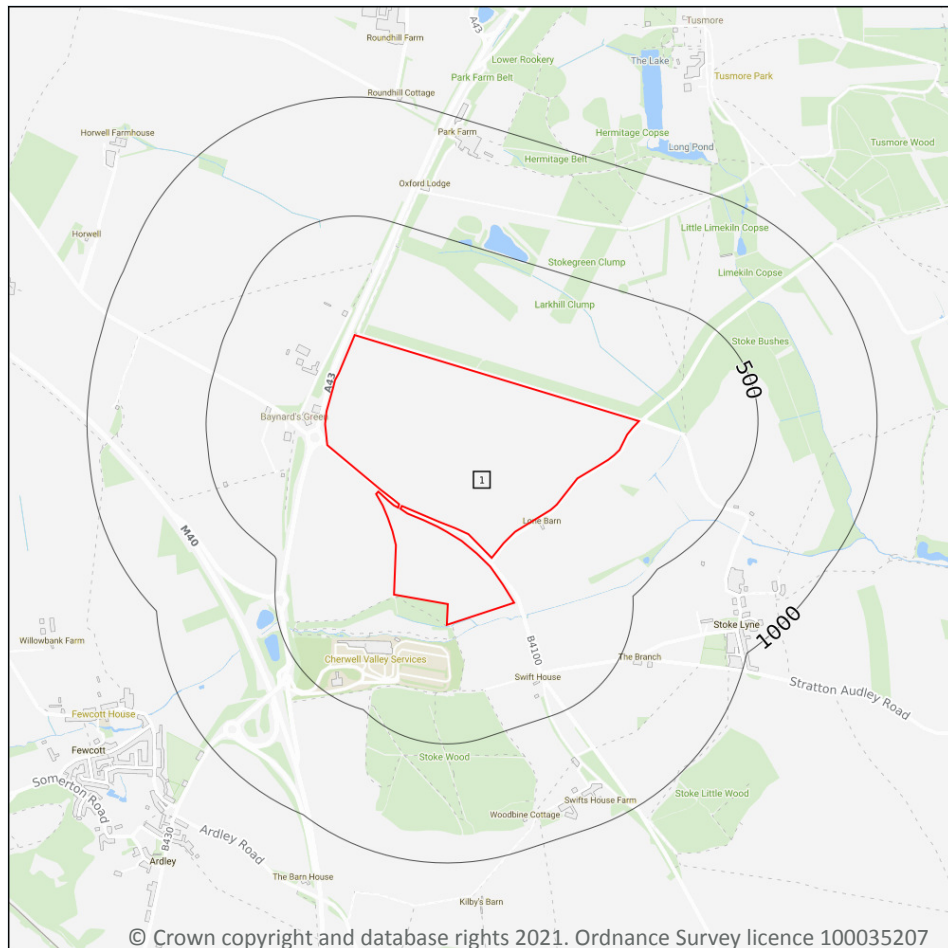 Tusmore
A43
Roundhill Farm
Lower Rookery
The Lake
Park Farm Belt
Tusmore Park
Roundhill Cottage
Horwell Farmhouse
Park Farm
Hermitage Copse
Tusmore Wood
Long Pond
Hermitage Belt
Oxford Lodge
Little Limekiln Copse
Horwell
Stokegreen Clump
Limekiln Copse
Larkhill Clump
Stoke Bushes
500
A43
Baynard's Green
1
Lone Barn
M40
Stoke Lyne
1000
Willowbank Farm
B4100
Cherwell Valley Services
The Branch
Swift House
Stratton Audley Road
Fewcott House
Fewcott
Stoke Wood
Somerton Road
Stoke Little Wood
Swifts House Farm
Woodbine Cottage
B430
Ardley Road
Ardley
The Barn House
Kilby's Barn
© Crown copyright and database rights 2021. Ordnance Survey licence 100035207